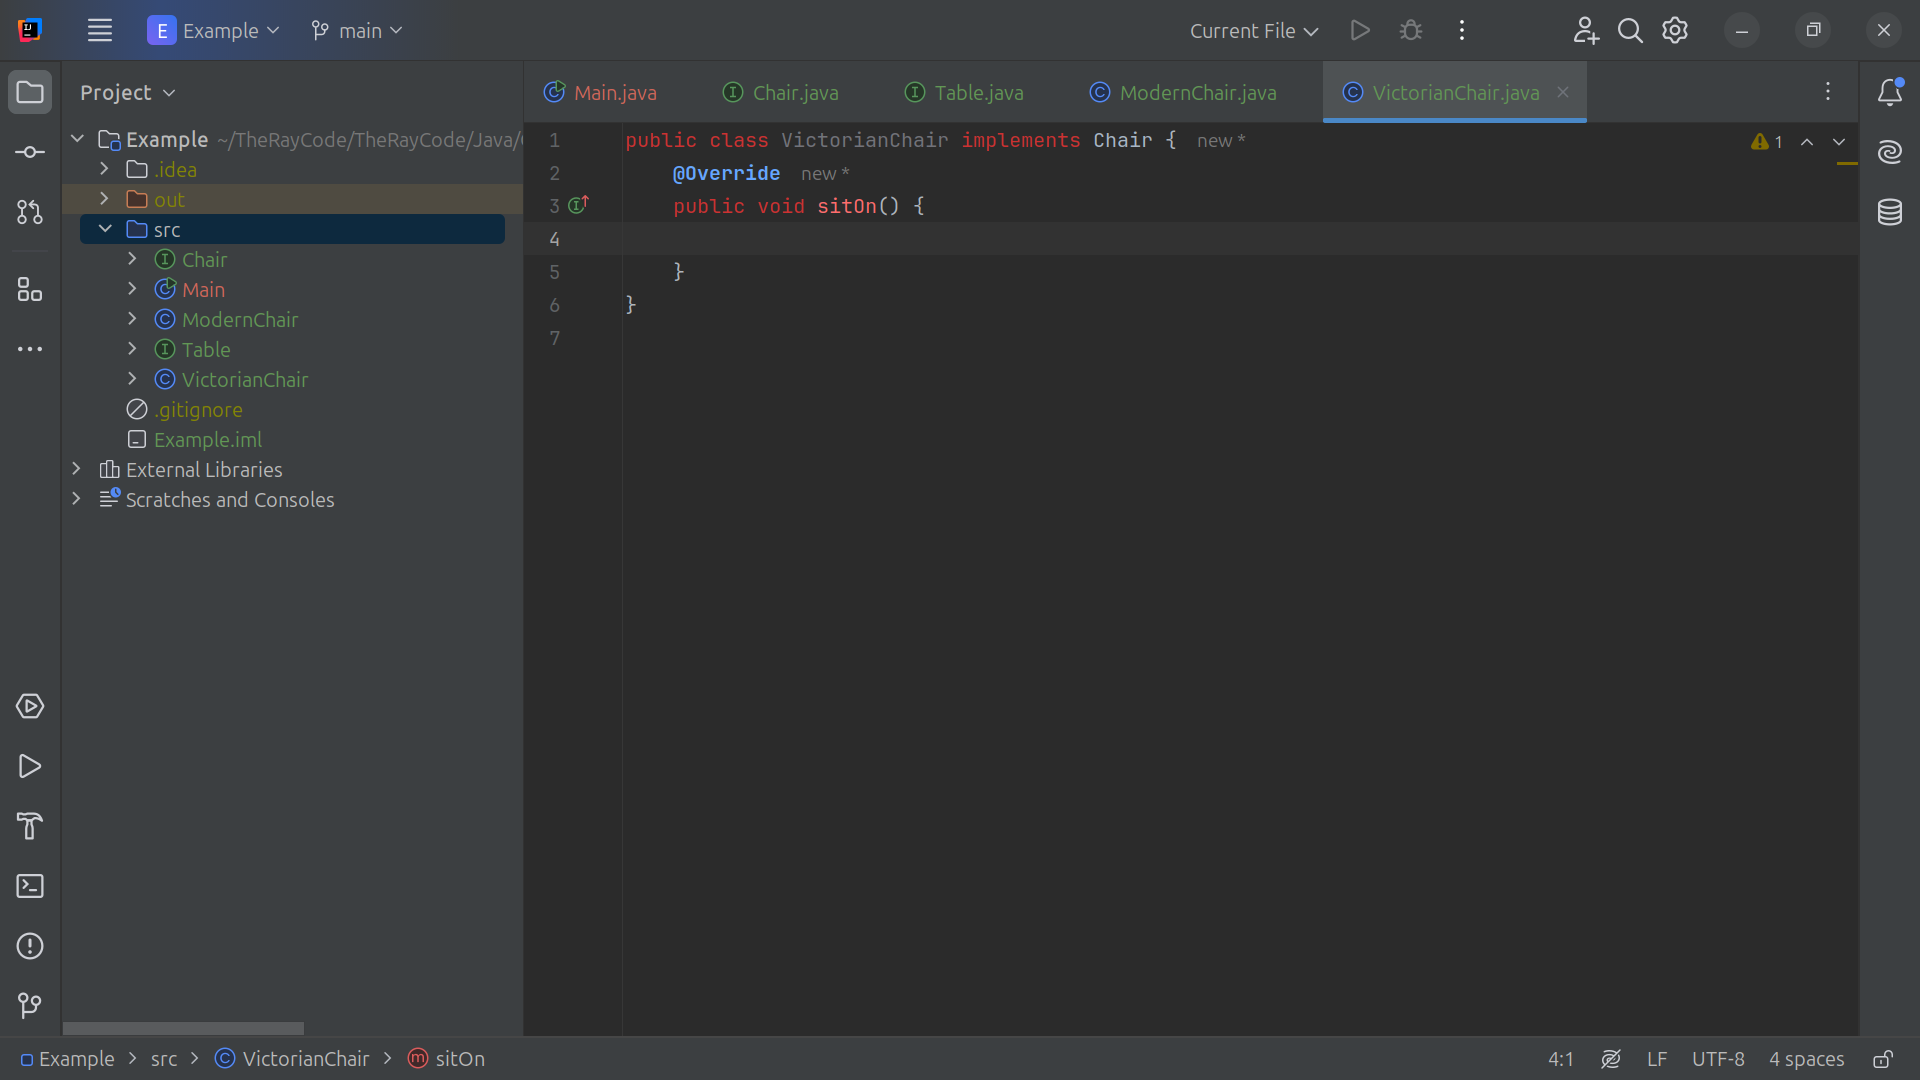 E Example main Current File
Project
Main.java Chair.java Table.java ModernChair.java VictorianChair.java
Example ~/TheRayCode/TheRayCode/Java/
.idea
out
src
Chair
Main
ModernChair
Table
VictorianChair
.gitignore
Example.iml
External Libraries
Scratches and Consoles
1 public class VictorianChair implements Chair { new *
2 @Override new *
3 public void sitOn() {
4
5 }
6 }
7
1
Example src VictorianChair sitOn
4:1 LF UTF-8 4 spaces